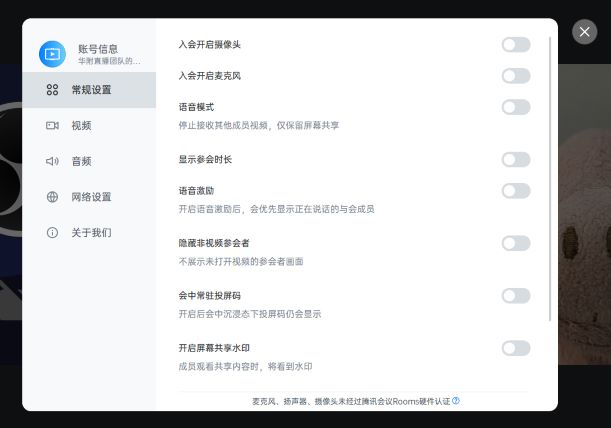 账号信息
华附直播团队的...
常规设置
视频
音频
网络设置
关于我们
入会开启摄像头
入会开启麦克风
语音模式
停止接收其他成员视频，仅保留屏幕共享
显示参会时长
语音激励
开启语音激励后，会优先显示正在说话的与会成员
隐藏非视频参会者
不展示未打开视频的参会者画面
会中常驻投屏码
开启后会中沉浸态下投屏码仍会显示
开启屏幕共享水印
成员观看共享内容时，将看到水印
麦克风、扬声器、摄像头未经过腾讯会议Rooms硬件认证